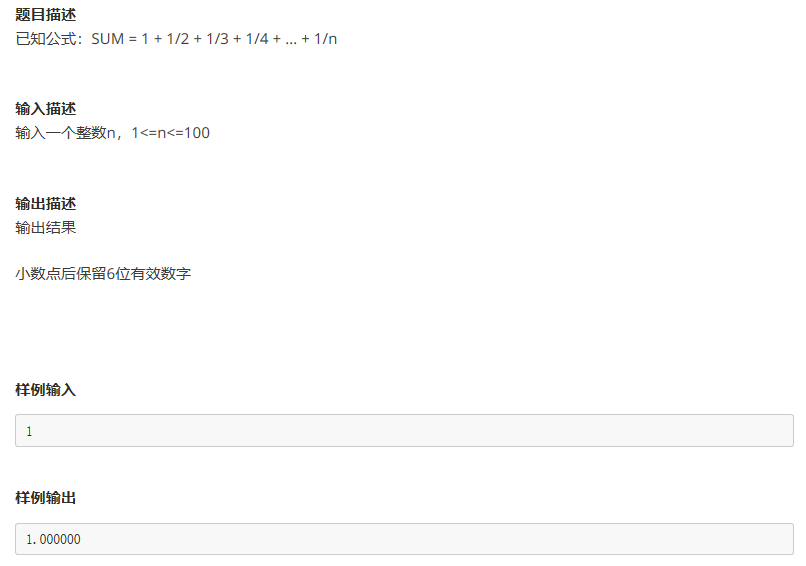 题目描述
已知公式：SUM = 1 + 1/2 + 1/3 + 1/4 + ... + 1/n
输入描述
输入一个整数n，1<=n<=100
输出描述
输出结果
小数点后保留6位有效数字
样例输入
1
样例输出
1.000000